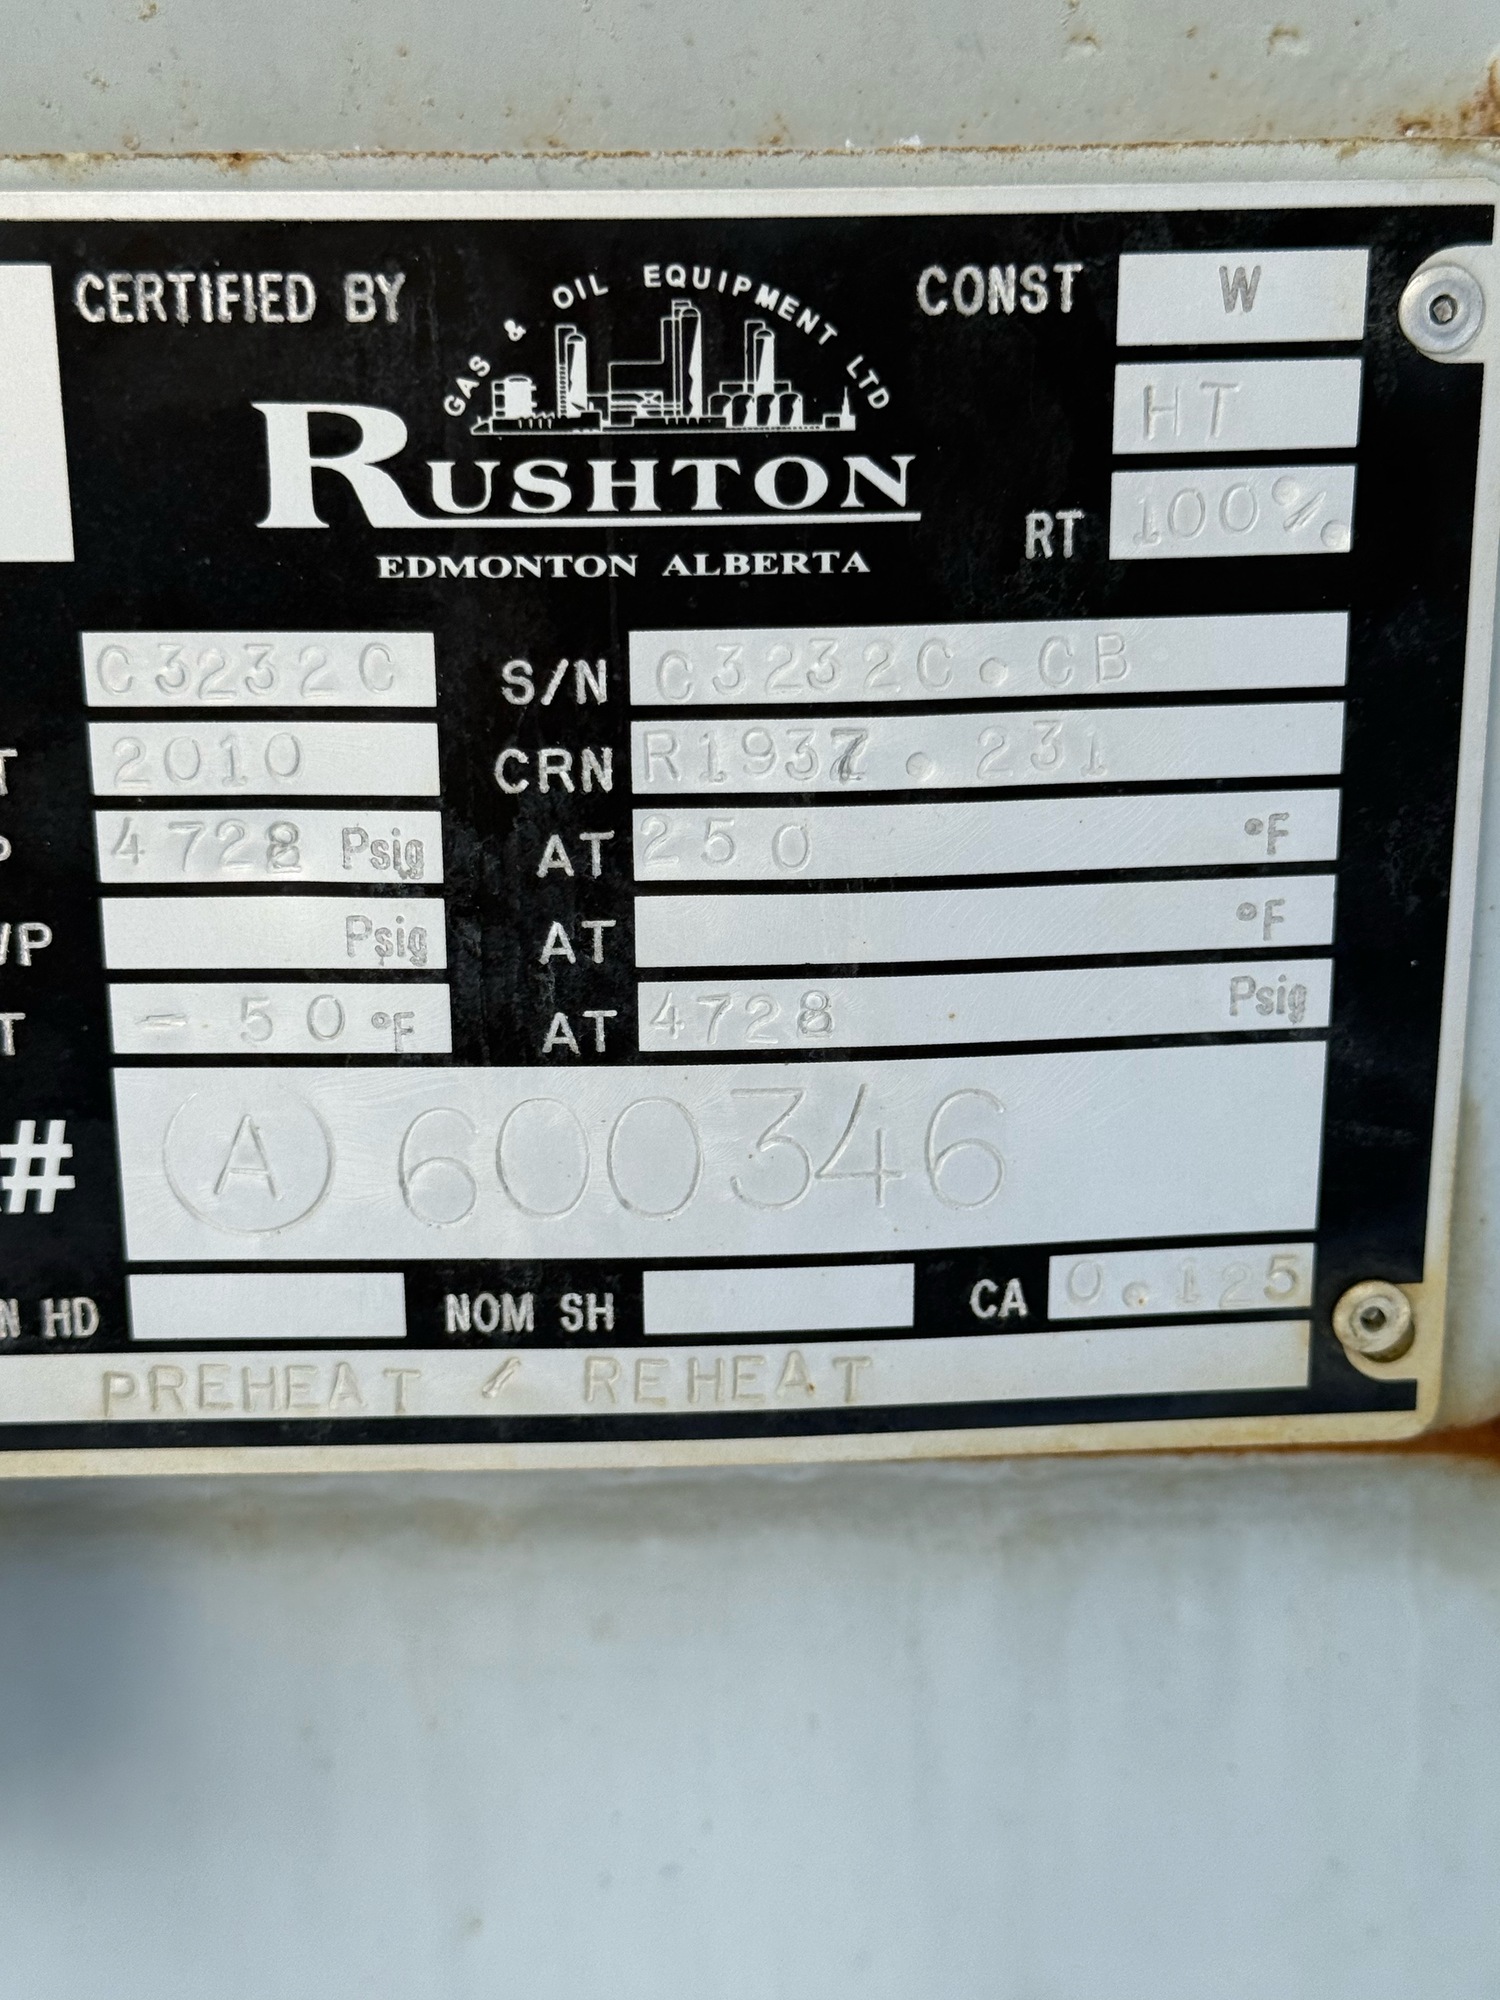 CERTIFIED BY
GAS & OIL EQUIPMENT LTD
RUSHTON
EDMONTON ALBERTA
CONST W
HT
RT 100%
C3232C S/N C3232C.CB
T 2010 CRN R1937.231
P 4728 Psig AT 250 °F
WP Psig AT °F
T -50 °F AT 4728 Psig
# A 600346
N HD NOM SH CA 0.125
PREHEAT / REHEAT